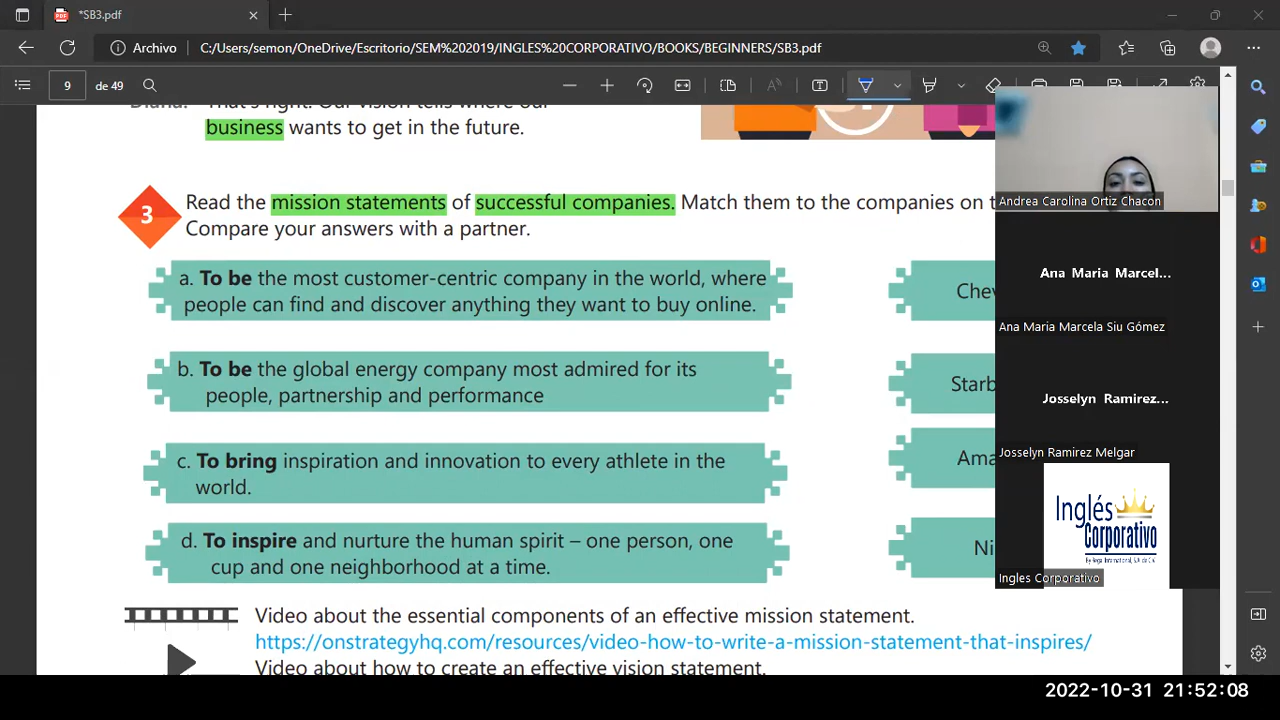 *SB3.pdf
Archivo
C:/Users/semon/OneDrive/Escritorio/SEM%202019/INGLES%20CORPORATIVO/BOOKS/BEGINNERS/SB3.pdf
9 de 49
Diana: That's right. Our vision tells where our
business wants to get in the future.
3
Read the mission statements of successful companies. Match them to the companies on
Compare your answers with a partner.
a. To be the most customer-centric company in the world, where
people can find and discover anything they want to buy online.
b. To be the global energy company most admired for its
people, partnership and performance
c. To bring inspiration and innovation to every athlete in the
world.
d. To inspire and nurture the human spirit – one person, one
cup and one neighborhood at a time.
Chev
Starb
Ama
Ni
Video about the essential components of an effective mission statement.
https://onstrategyhq.com/resources/video-how-to-write-a-mission-statement-that-inspires/
Video about how to create an effective vision statement.
Andrea Carolina Ortiz Chacon
Ana Maria Marcel...
Ana Maria Marcela Siu Gómez
Josselyn Ramirez...
Josselyn Ramirez Melgar
Inglés
Corporativo
Ingles Corporativo
2022-10-31 21:52:08